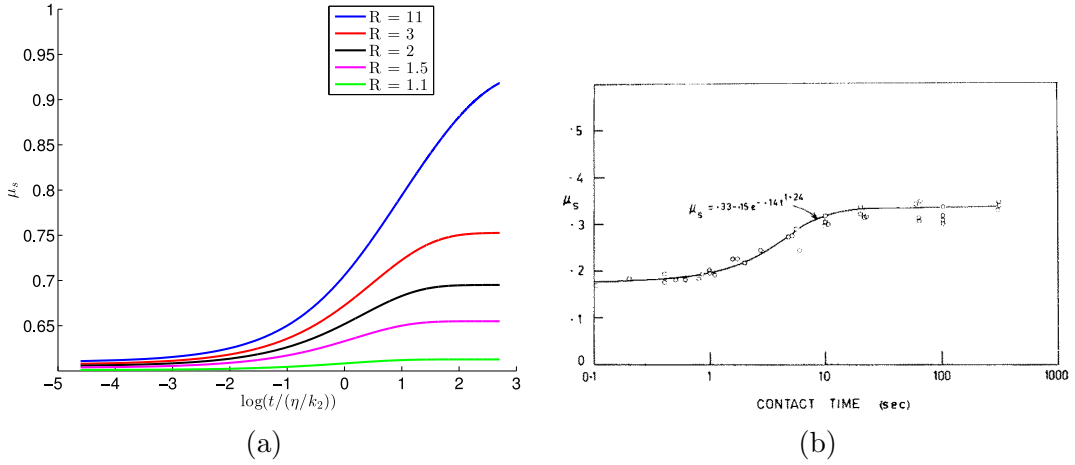 1
0.95
0.9
0.85
0.8
0.75
0.7
0.65
μs
−5 −4 −3 −2 −1 0 1 2 3
log(t/(η/k2))
R = 11
R = 3
R = 2
R = 1.5
R = 1.1
(a)
·5
·4
μs
·3
·2
·1
0
μs = ·33-·15e^-·14t^1·24
0·1 1 10 100 1000
CONTACT TIME (sec)
(b)